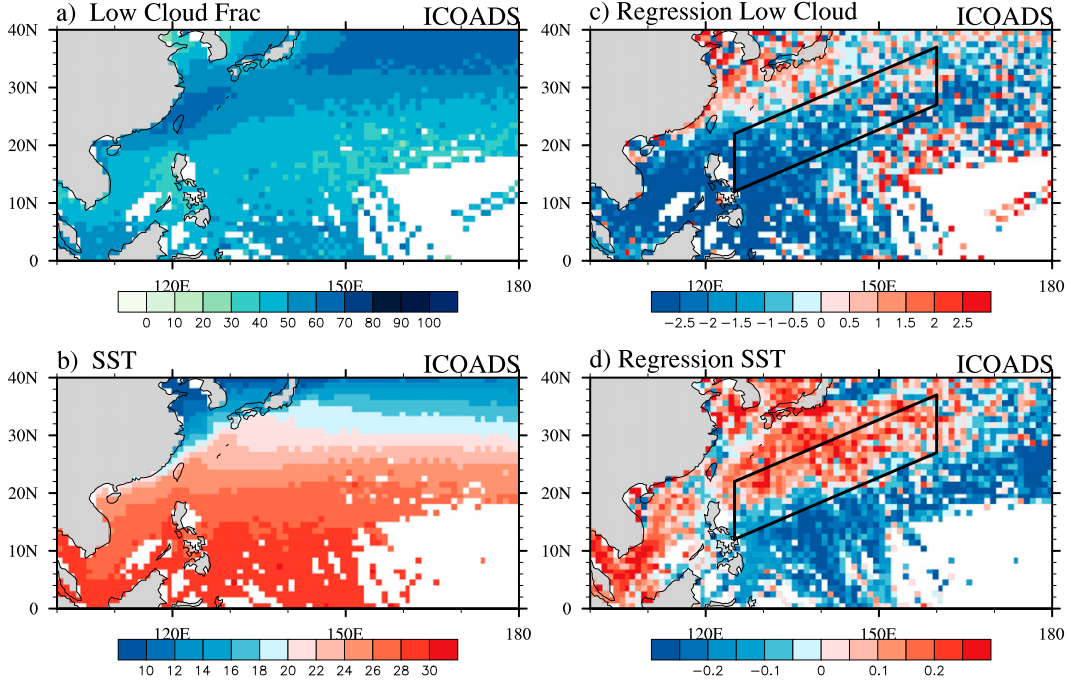 a) Low Cloud Frac ICOADS
40N
30N
20N
10N
0
120E 150E 180
0 10 20 30 40 50 60 70 80 90 100
c) Regression Low Cloud ICOADS
40N
30N
20N
10N
0
120E 150E 180
−2.5 −2 −1.5 −1 −0.5 0 0.5 1 1.5 2 2.5
b) SST ICOADS
40N
30N
20N
10N
0
120E 150E 180
10 12 14 16 18 20 22 24 26 28 30
d) Regression SST ICOADS
40N
30N
20N
10N
0
120E 150E 180
−0.2 −0.1 0 0.1 0.2